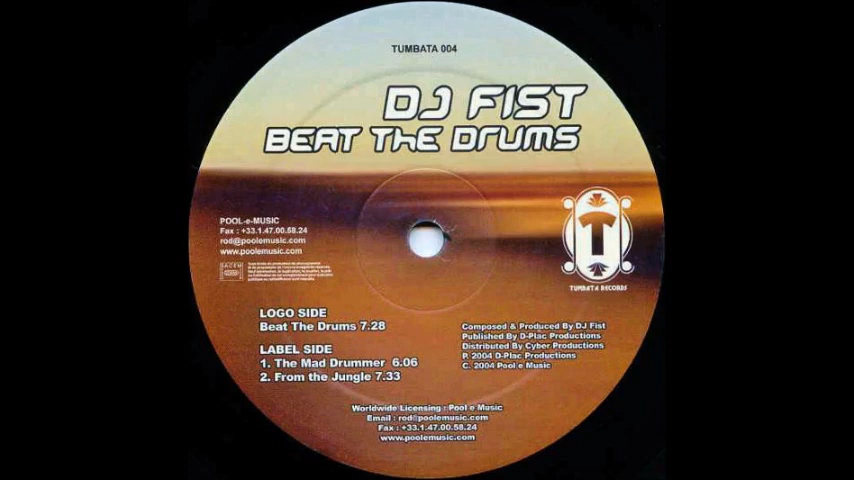 TUMBATA 004
DJ FIST
BEAT THE DRUMS
POOL-e-MUSIC
Fax : +33.1.47.00.58.24
rod@poolemusic.com
www.poolemusic.com
SACEM
T
TUMBATA RECORDS
LOGO SIDE
Beat The Drums 7.28
LABEL SIDE
1. The Mad Drummer 6.06
2. From the Jungle 7.33
Composed & Produced By DJ Fist
Published By D-Plac Productions
Distributed By Cyber Productions
P. 2004 D-Plac Productions
C. 2004 Pool e Music
Worldwide Licensing : Pool e Music
Email : rod@poolemusic.com
Fax : +33.1.47.00.58.24
www.poolemusic.com